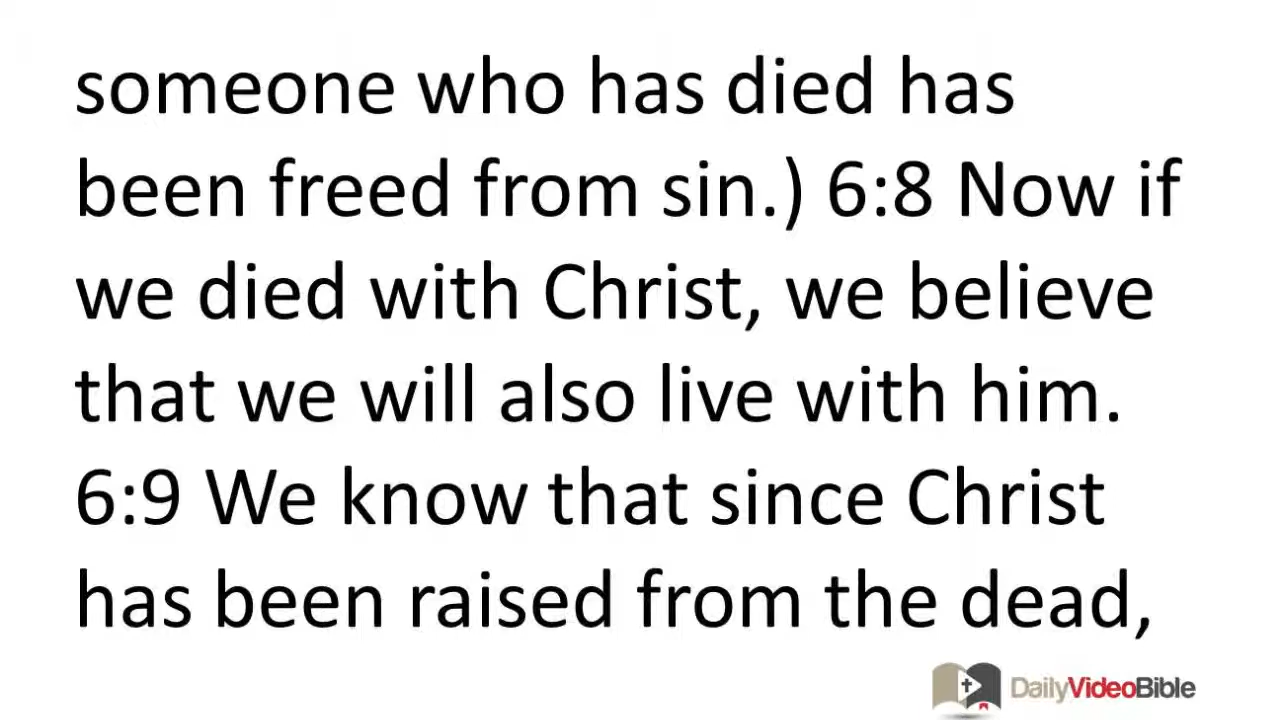 someone who has died has
been freed from sin.) 6:8 Now if
we died with Christ, we believe
that we will also live with him.
6:9 We know that since Christ
has been raised from the dead,
DailyVideoBible